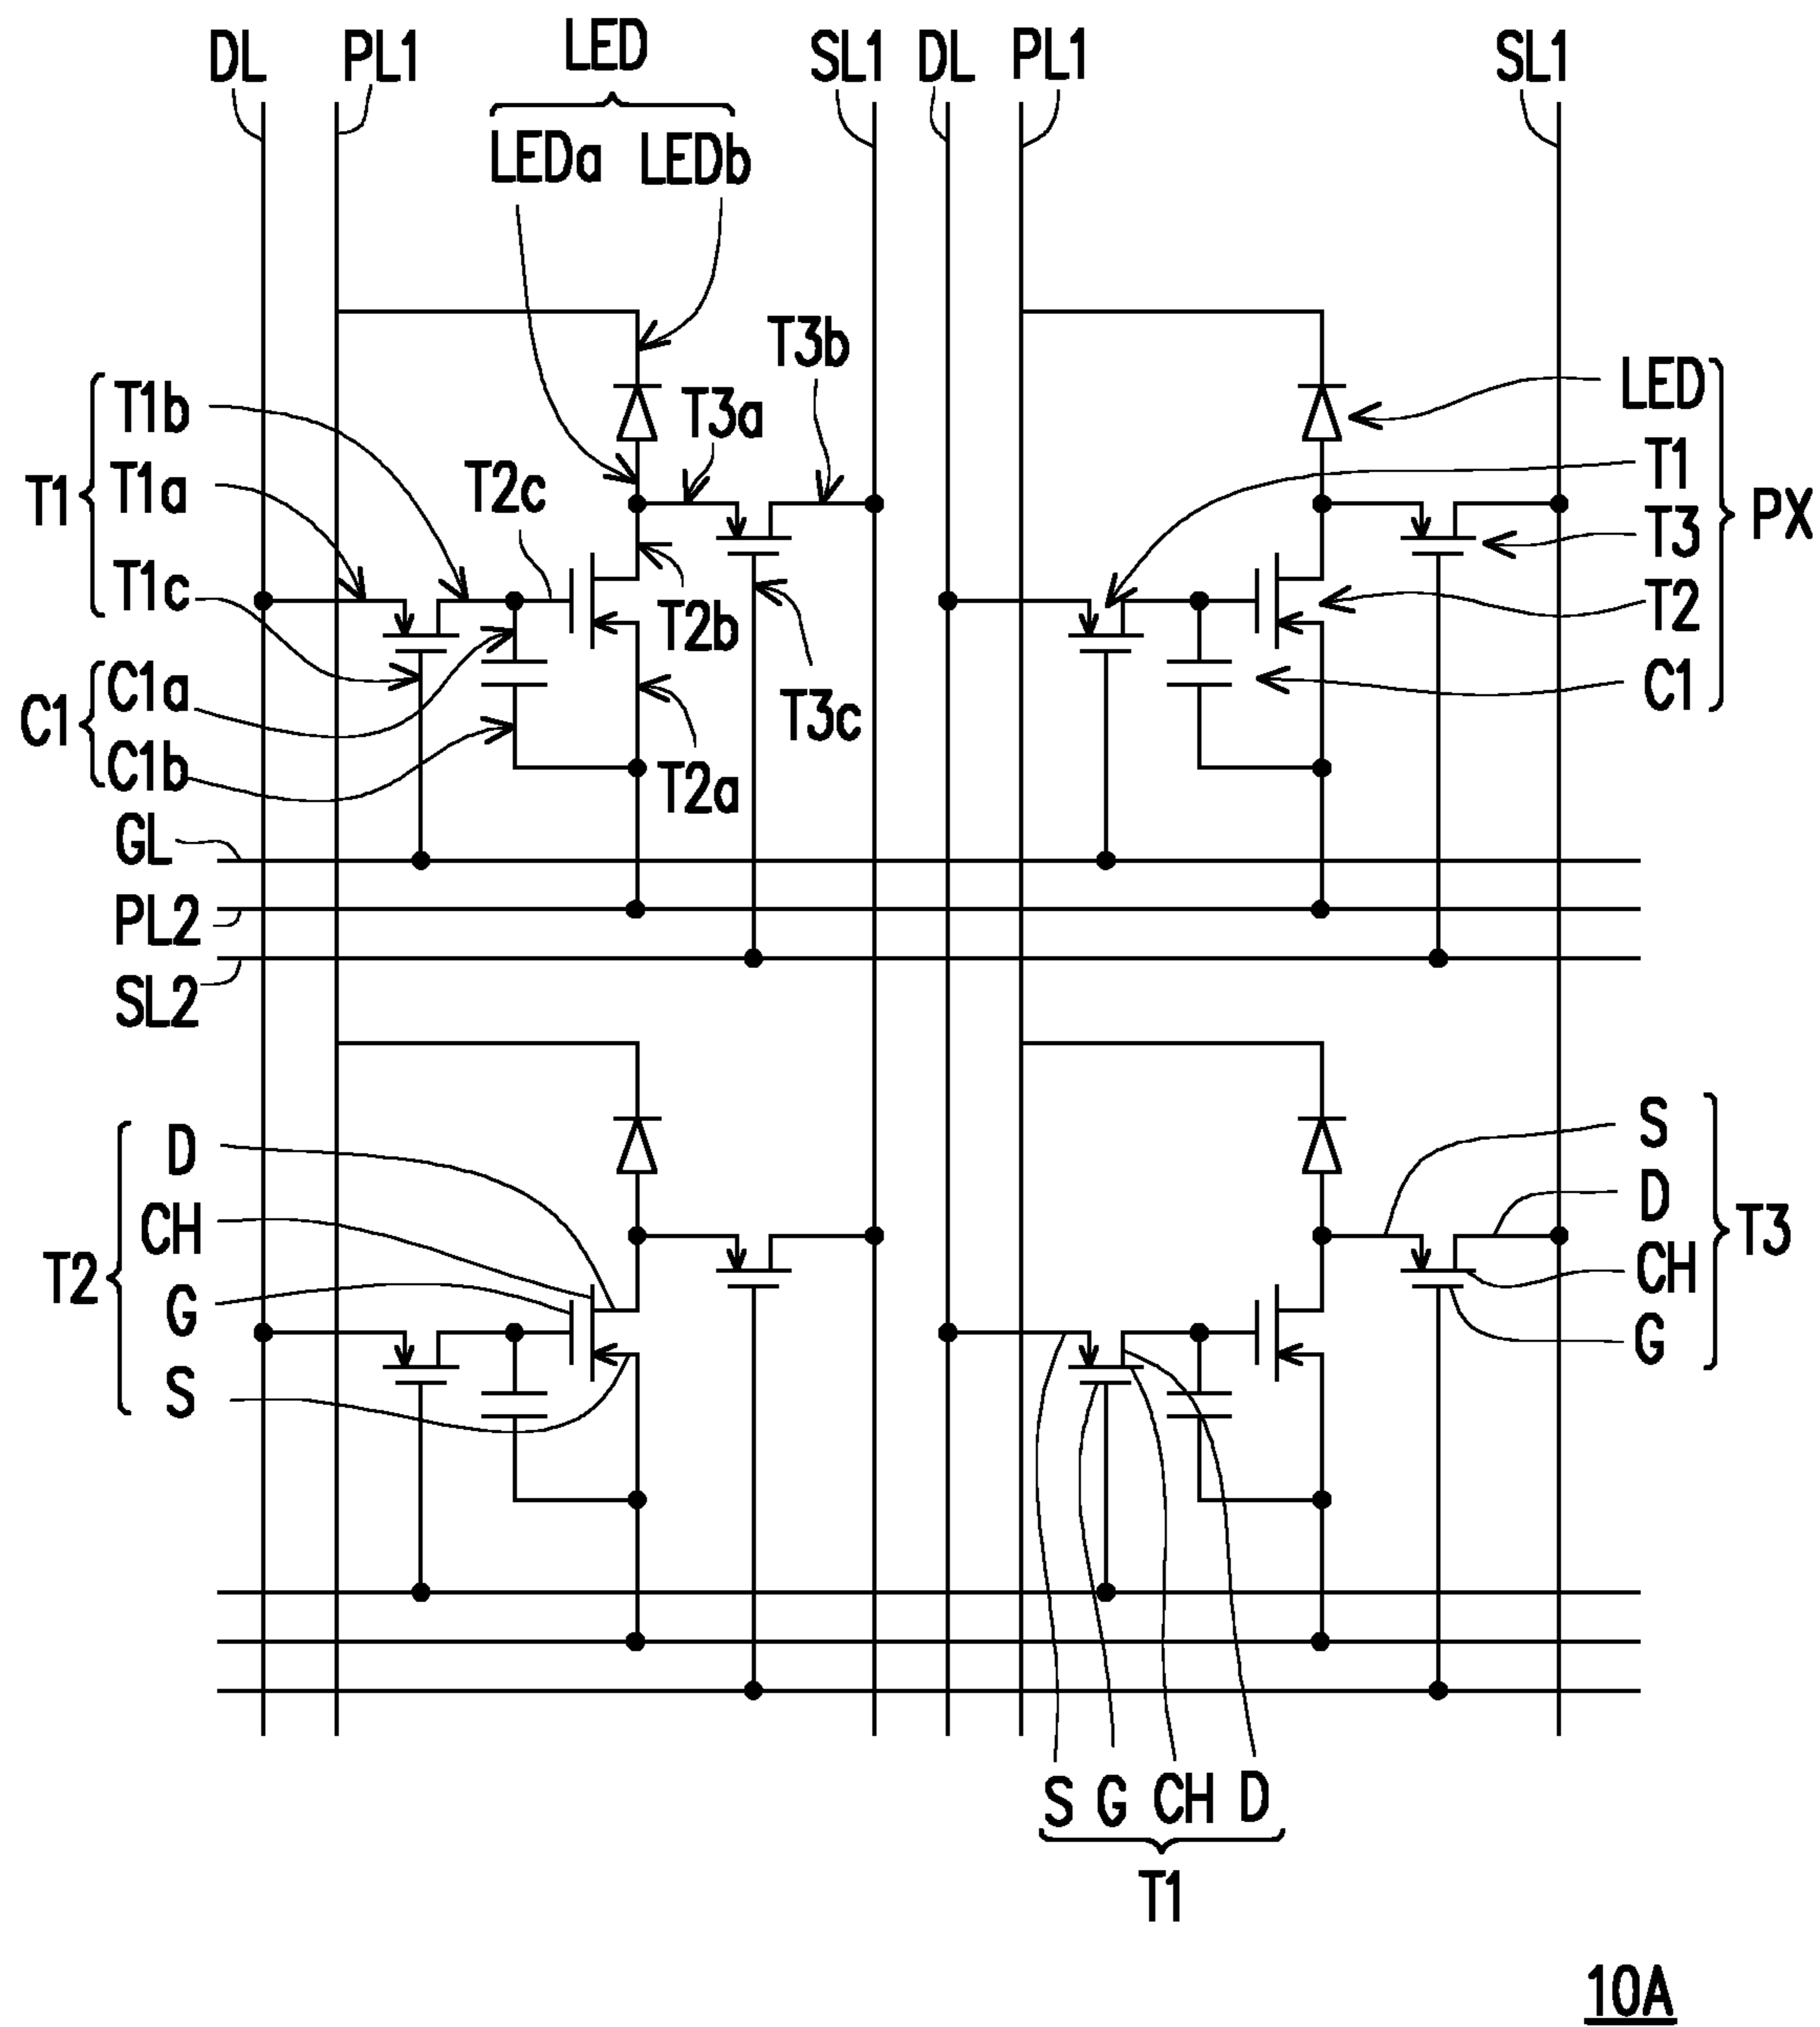 DL PL1 LED SL1 DL PL1 SL1
LEDa LEDb
T3b
T1b T3a LED
T1 T1a T2c T1 PX
T3
T1c T2b T2
C1a T3c C1
C1 C1b T2a
GL
PL2
SL2
D S
CH D
T2 T3
G CH
S G
S G CH D
T1
10A